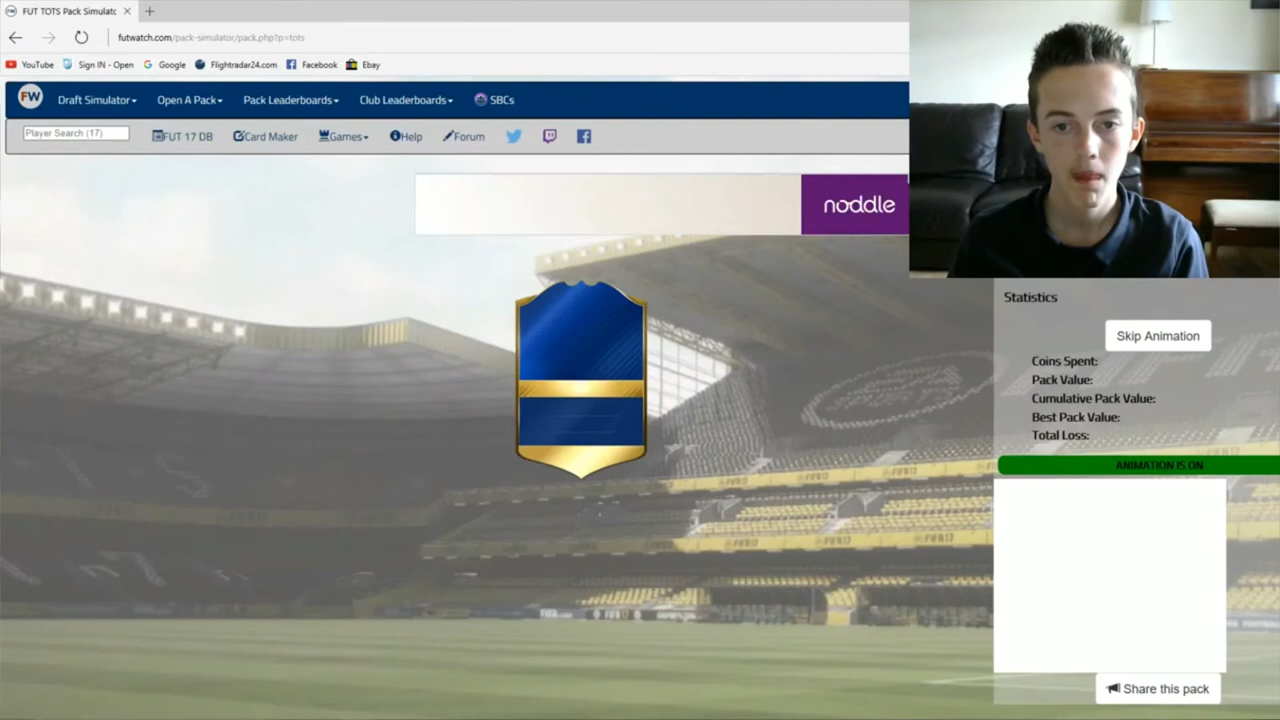 FW FUT TOTS Pack Simulatc
futwatch.com/pack-simulator/pack.php?p=tots
YouTube Sign IN - Open Google Flightradar24.com Facebook Ebay
FW Draft Simulator Open A Pack Pack Leaderboards Club Leaderboards SBCs
Player Search (17) FUT 17 DB Card Maker Games Help Forum
noddle
Statistics
Skip Animation
Coins Spent:
Pack Value:
Cumulative Pack Value:
Best Pack Value:
Total Loss:
ANIMATION IS ON
Share this pack